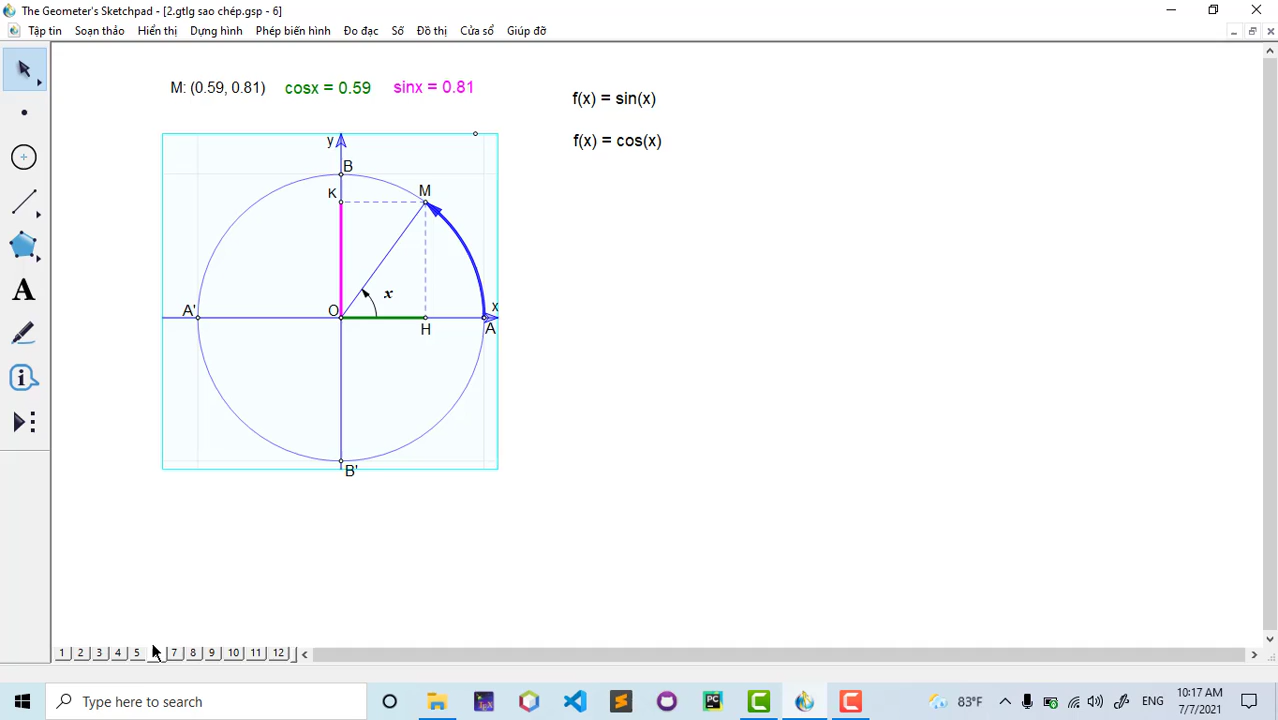 The Geometer's Sketchpad - [2.gtlg sao chép.gsp - 6]
Tập tin Soạn thảo Hiển thị Dựng hình Phép biến hình Đo đạc Số Đồ thị Cửa sổ Giúp đỡ
M: (0.59, 0.81) cosx = 0.59 sinx = 0.81
f(x) = sin(x)
f(x) = cos(x)
y
B
K
M
x
A'
O
x
H
A
B'
1 2 3 4 5 7 8 9 10 11 12
Type here to search
83°F
ENG
10:17 AM
7/7/2021